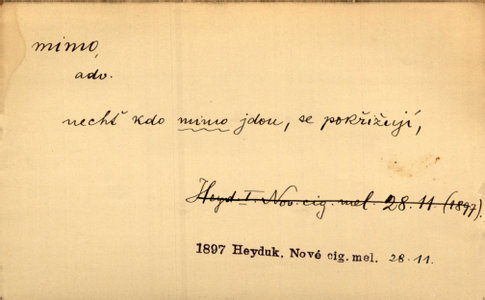 mimo,
adv.
nechť kdo mimo jdou, se pokřižují,
Heyd. I. Nov. cig. mel. 28.11. (1897).
1897 Heyduk, Nové cig. mel. 28.11.